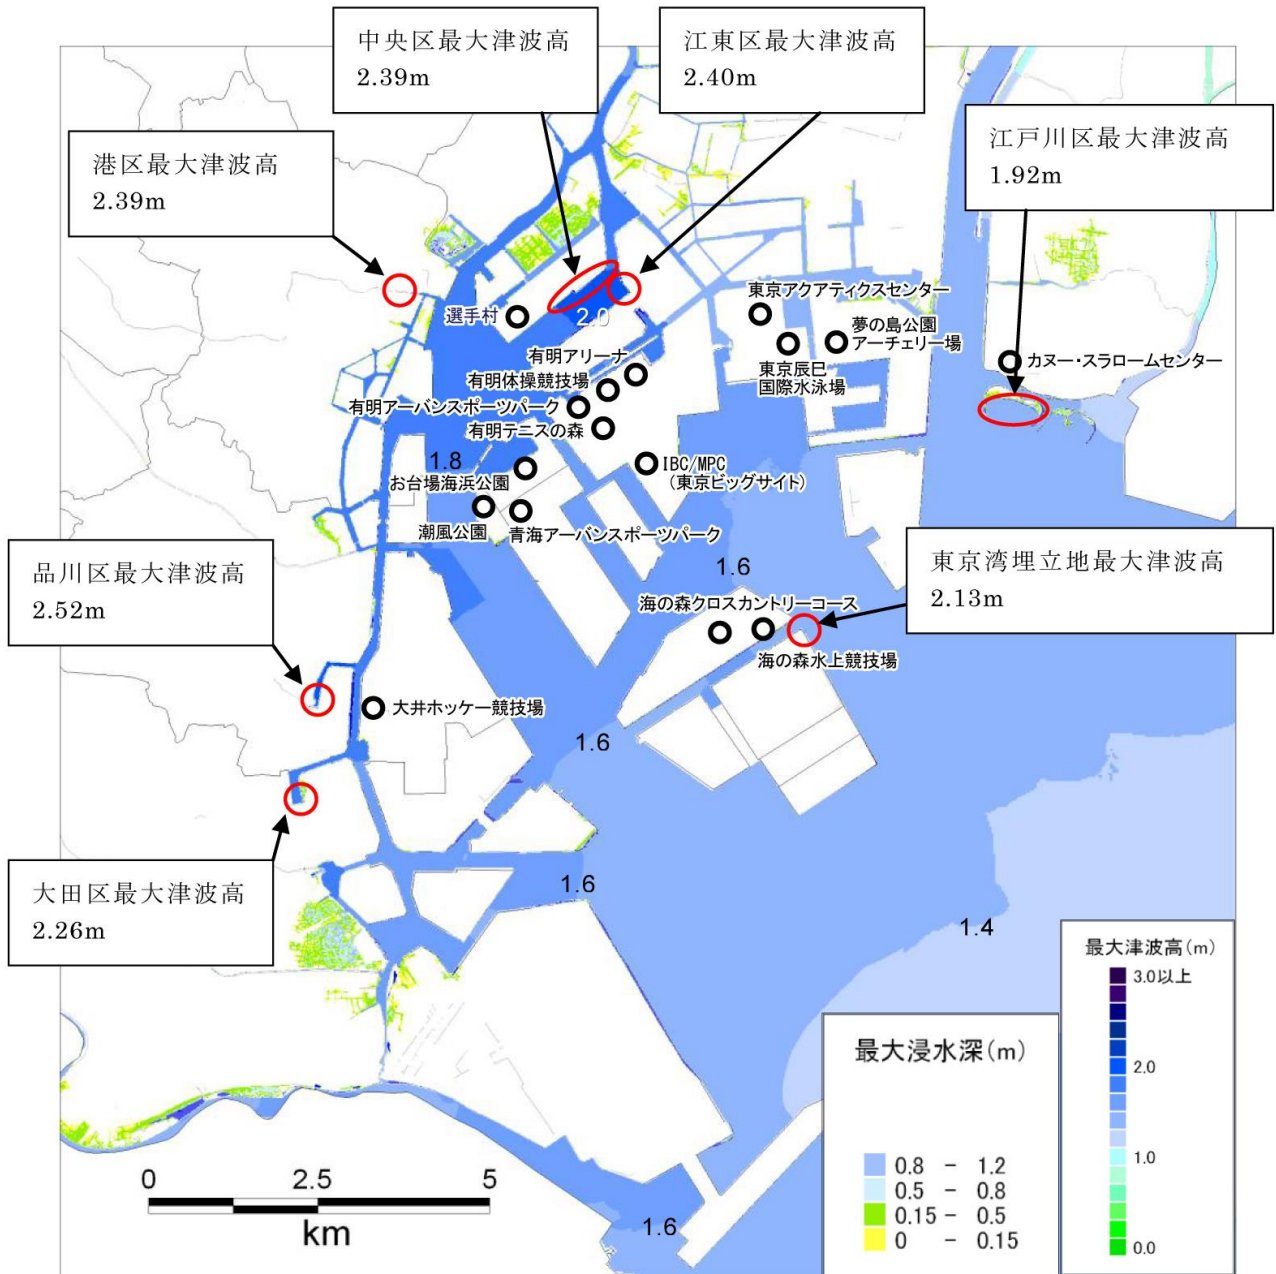 中央区最大津波高
2.39m
江東区最大津波高
2.40m
港区最大津波高
2.39m
江戸川区最大津波高
1.92m
東京アクアティクスセンター
選手村
2.0
夢の島公園
アーチェリー場
有明アリーナ
東京辰巳
国際水泳場
カヌー・スラロームセンター
有明体操競技場
有明アーバンスポーツパーク
有明テニスの森
1.8
IBC/MPC
(東京ビッグサイト)
お台場海浜公園
潮風公園
青海アーバンスポーツパーク
品川区最大津波高
2.52m
1.6
東京湾埋立地最大津波高
2.13m
海の森クロスカントリーコース
海の森水上競技場
大井ホッケー競技場
1.6
大田区最大津波高
2.26m
1.6
1.4
最大津波高(m)
3.0以上
2.0
1.0
0.0
最大浸水深(m)
0.8 - 1.2
0.5 - 0.8
0.15 - 0.5
0 - 0.15
0 2.5 5
km
1.6